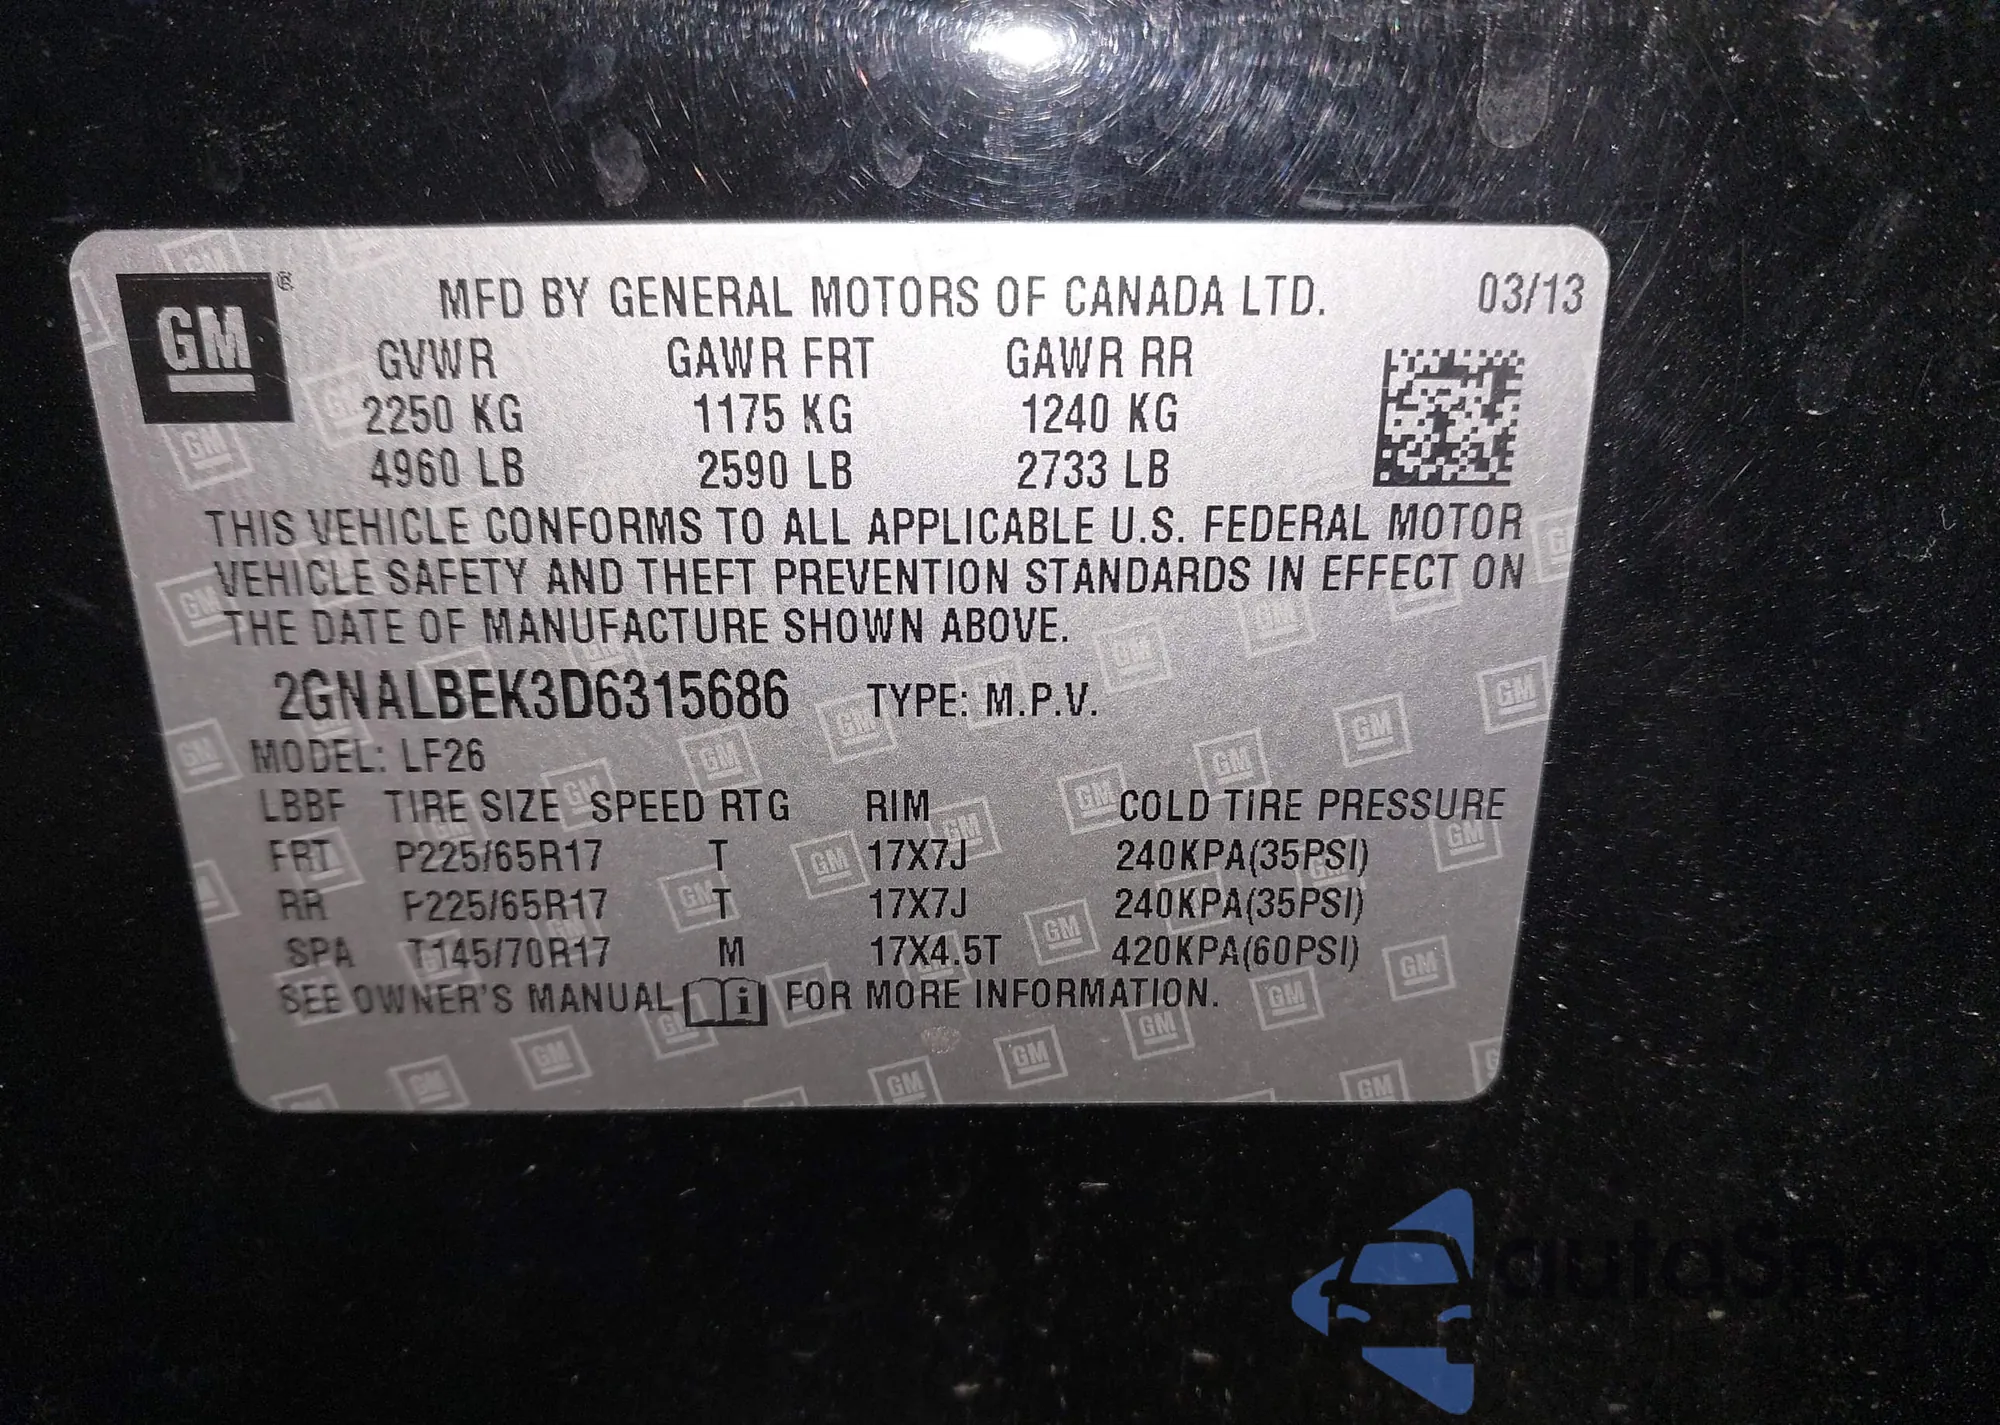 GM®
MFD BY GENERAL MOTORS OF CANADA LTD. 03/13
GVWR GAWR FRT GAWR RR
2250 KG 1175 KG 1240 KG
4960 LB 2590 LB 2733 LB
THIS VEHICLE CONFORMS TO ALL APPLICABLE U.S. FEDERAL MOTOR
VEHICLE SAFETY AND THEFT PREVENTION STANDARDS IN EFFECT ON
THE DATE OF MANUFACTURE SHOWN ABOVE.
2GNALBEK3D6315686 TYPE: M.P.V.
MODEL: LF26
LBBF TIRE SIZE SPEED RTG RIM COLD TIRE PRESSURE
FRT P225/65R17 T 17X7J 240KPA(35PSI)
RR P225/65R17 T 17X7J 240KPA(35PSI)
SPA T145/70R17 M 17X4.5T 420KPA(60PSI)
SEE OWNER'S MANUAL i FOR MORE INFORMATION.
autoSnap